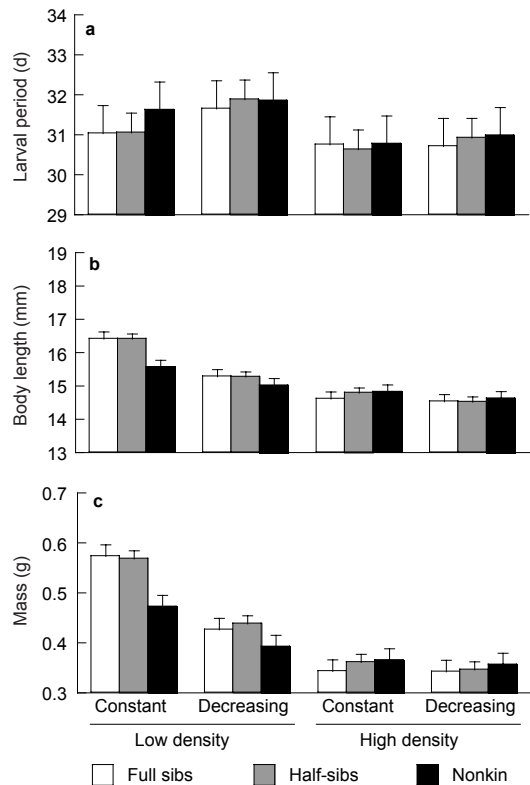 a
Larval period (d)
34
33
32
31
30
29
b
Body length (mm)
19
18
17
16
15
14
13
c
Mass (g)
0.7
0.6
0.5
0.4
0.3
Constant Decreasing Constant Decreasing
Low density High density
Full sibs Half-sibs Nonkin